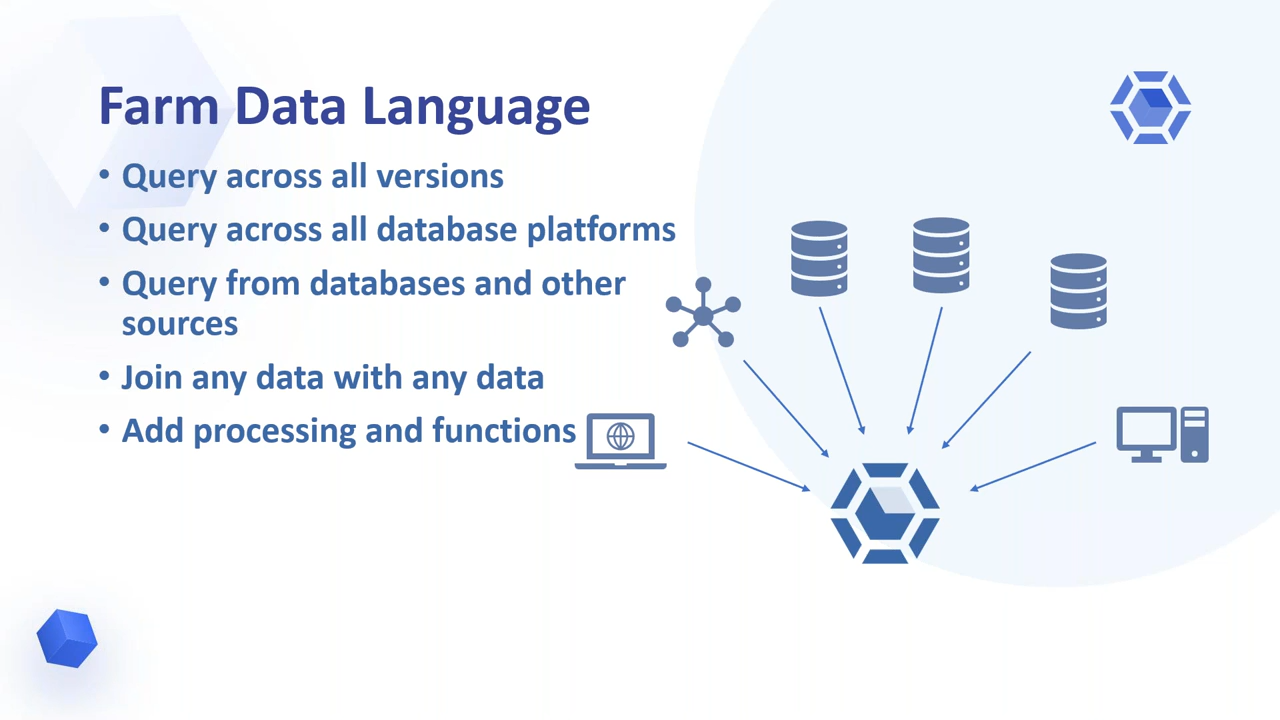 Farm Data Language
• Query across all versions
• Query across all database platforms
• Query from databases and other
sources
• Join any data with any data
• Add processing and functions